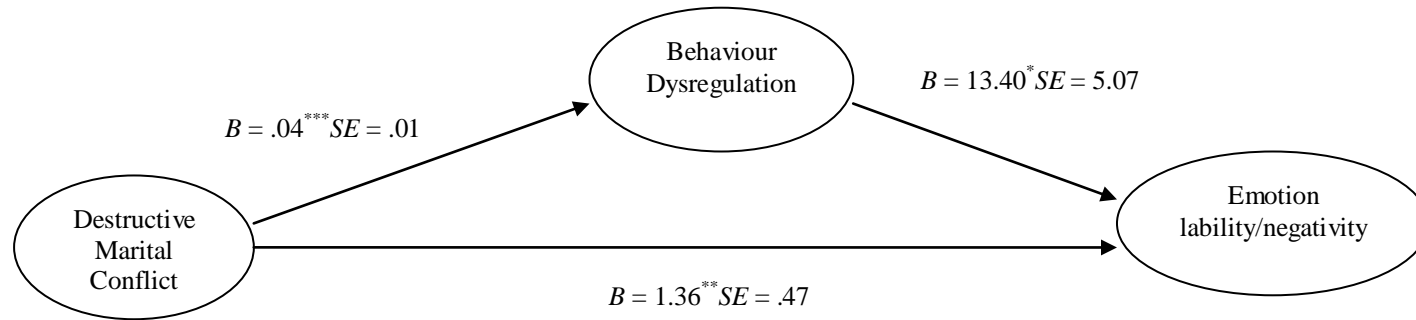 Behaviour
Dysregulation
B = 13.40*SE = 5.07
B = .04***SE = .01
Destructive
Marital
Conflict
Emotion
lability/negativity
B = 1.36**SE = .47